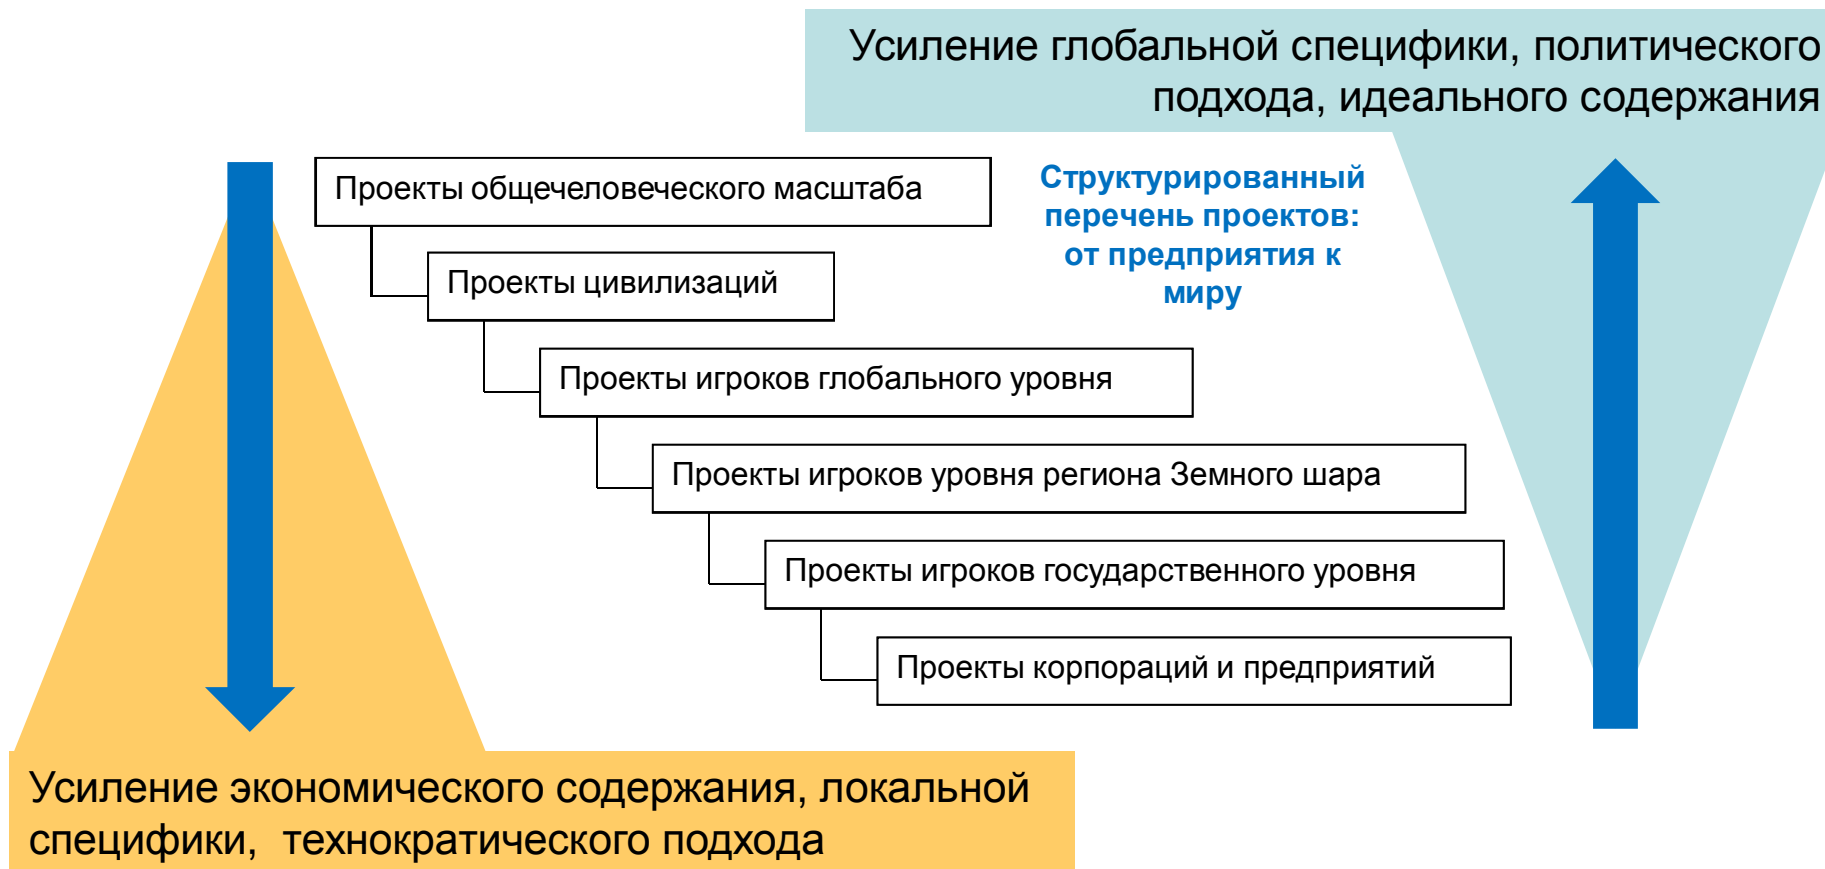 Усиление глобальной специфики, политического
подхода, идеального содержания
Проекты общечеловеческого масштаба
Структурированный
перечень проектов:
от предприятия к
миру
Проекты цивилизаций
Проекты игроков глобального уровня
Проекты игроков уровня региона Земного шара
Проекты игроков государственного уровня
Проекты корпораций и предприятий
Усиление экономического содержания, локальной
специфики, технократического подхода